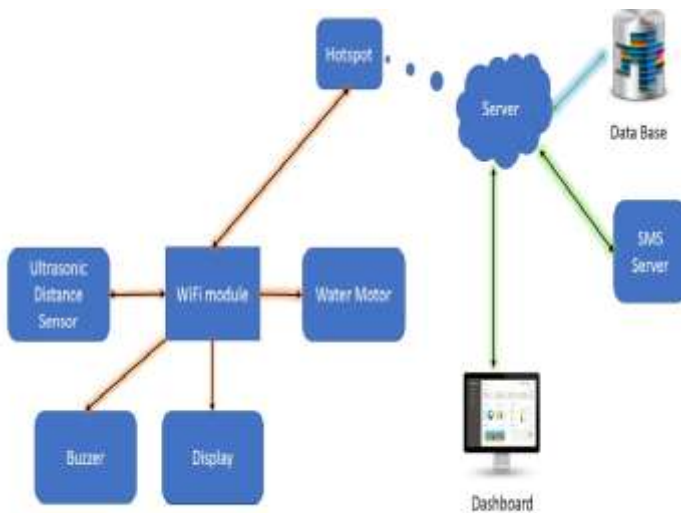 Hotspot
Server
Data Base
SMS
Server
Ultrasonic
Distance
Sensor
WiFi module
Water Motor
Buzzer
Display
Dashboard